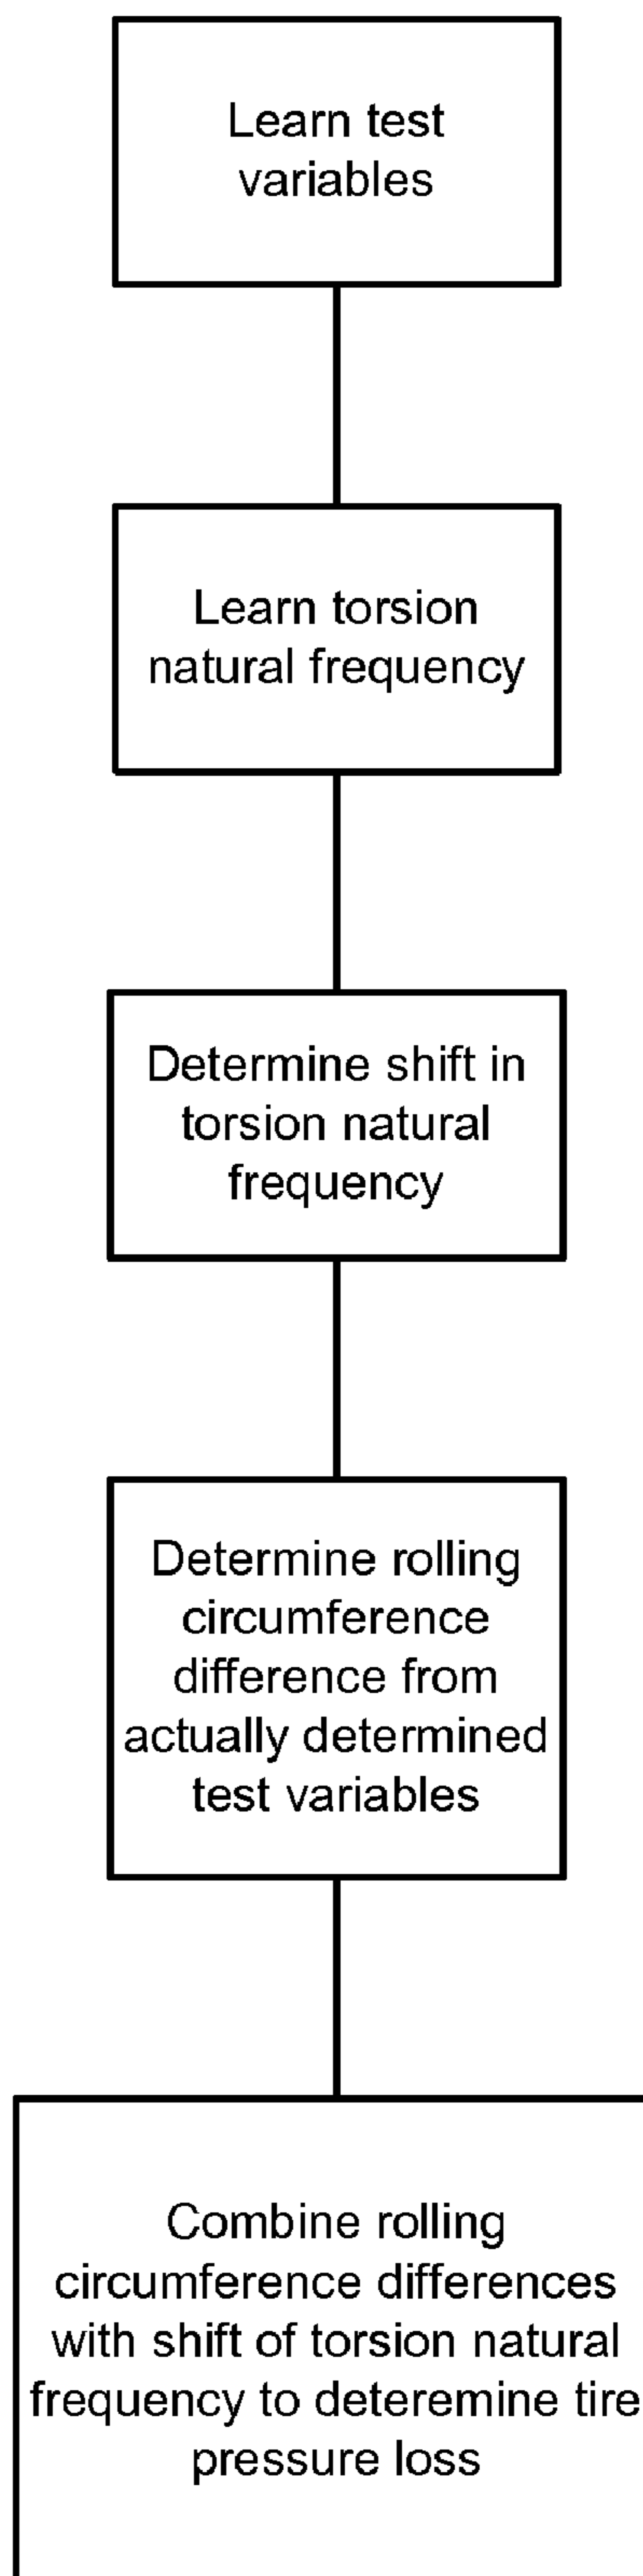 Learn test
variables
Learn torsion
natural frequency
Determine shift in
torsion natural
frequency
Determine rolling
circumference
difference from
actually determined
test variables
Combine rolling
circumference differences
with shift of torsion natural
frequency to deteremine tire
pressure loss